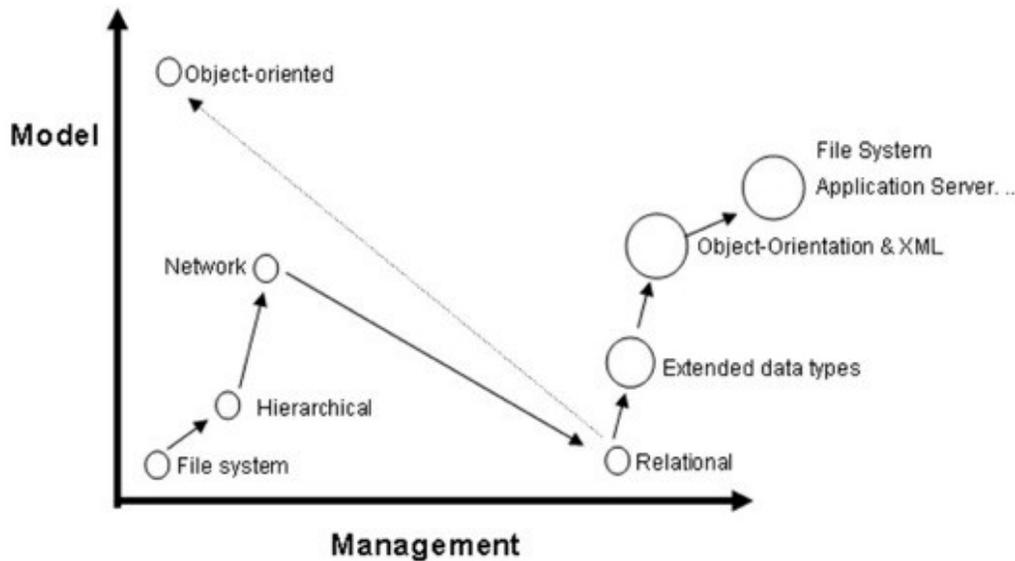 Object-oriented
Model
File System
Application Server. ..
Object-Orientation & XML
Network
Extended data types
Hierarchical
File system
Relational
Management